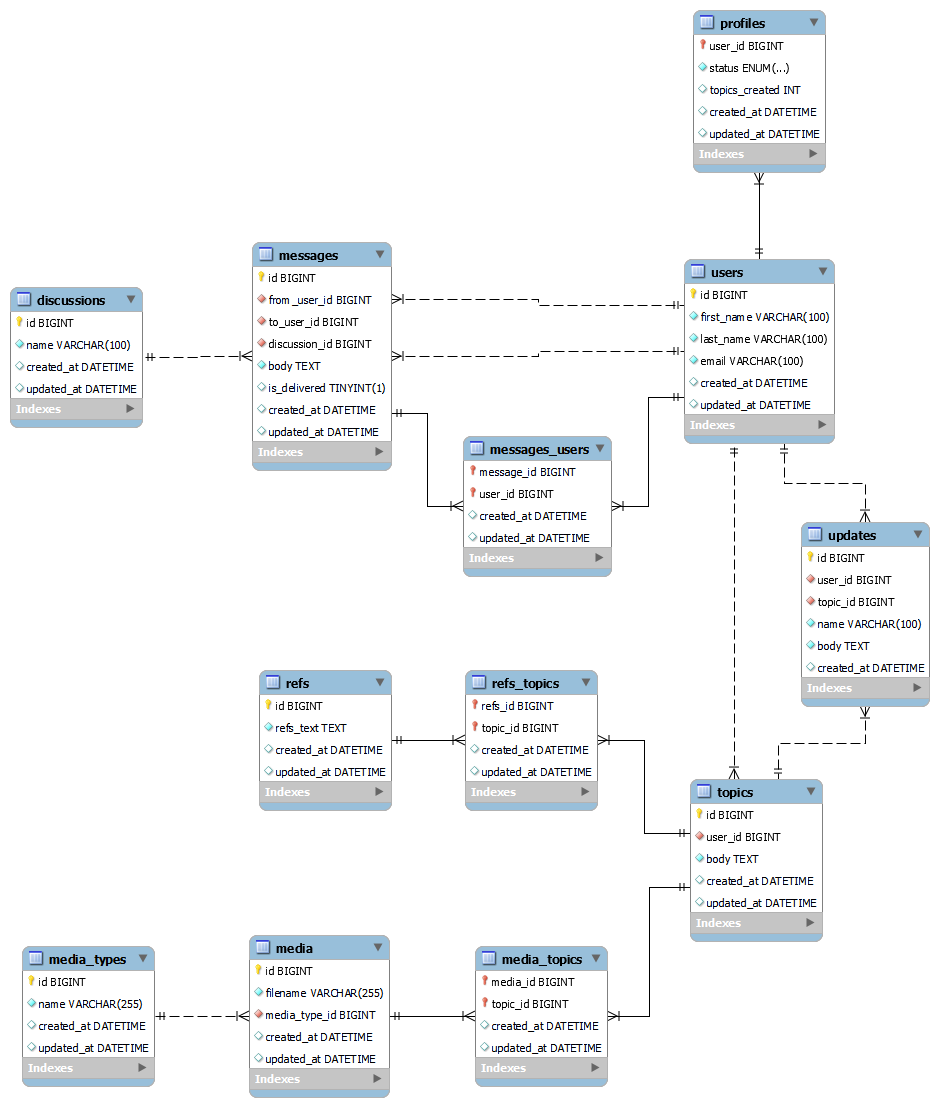 profiles
user_id BIGINT
status ENUM(...)
topics_created INT
created_at DATETIME
updated_at DATETIME
Indexes
messages
id BIGINT
from_user_id BIGINT
to_user_id BIGINT
discussion_id BIGINT
body TEXT
is_delivered TINYINT(1)
created_at DATETIME
updated_at DATETIME
Indexes
users
id BIGINT
first_name VARCHAR(100)
last_name VARCHAR(100)
email VARCHAR(100)
created_at DATETIME
updated_at DATETIME
Indexes
discussions
id BIGINT
name VARCHAR(100)
created_at DATETIME
updated_at DATETIME
Indexes
messages_users
message_id BIGINT
user_id BIGINT
created_at DATETIME
updated_at DATETIME
Indexes
updates
id BIGINT
user_id BIGINT
topic_id BIGINT
name VARCHAR(100)
body TEXT
created_at DATETIME
Indexes
refs
id BIGINT
refs_text TEXT
created_at DATETIME
updated_at DATETIME
Indexes
refs_topics
refs_id BIGINT
topic_id BIGINT
created_at DATETIME
updated_at DATETIME
Indexes
topics
id BIGINT
user_id BIGINT
body TEXT
created_at DATETIME
updated_at DATETIME
Indexes
media_types
id BIGINT
name VARCHAR(255)
created_at DATETIME
updated_at DATETIME
Indexes
media
id BIGINT
filename VARCHAR(255)
media_type_id BIGINT
created_at DATETIME
updated_at DATETIME
Indexes
media_topics
media_id BIGINT
topic_id BIGINT
created_at DATETIME
updated_at DATETIME
Indexes